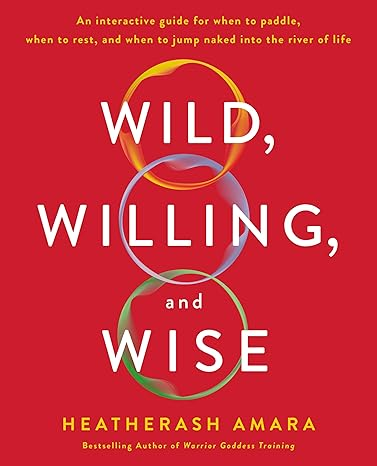 An interactive guide for when to paddle,
when to rest, and when to jump naked into the river of life
WILD,
WILLING,
and
WISE
HEATHERASH AMARA
Bestselling Author of Warrior Goddess Training